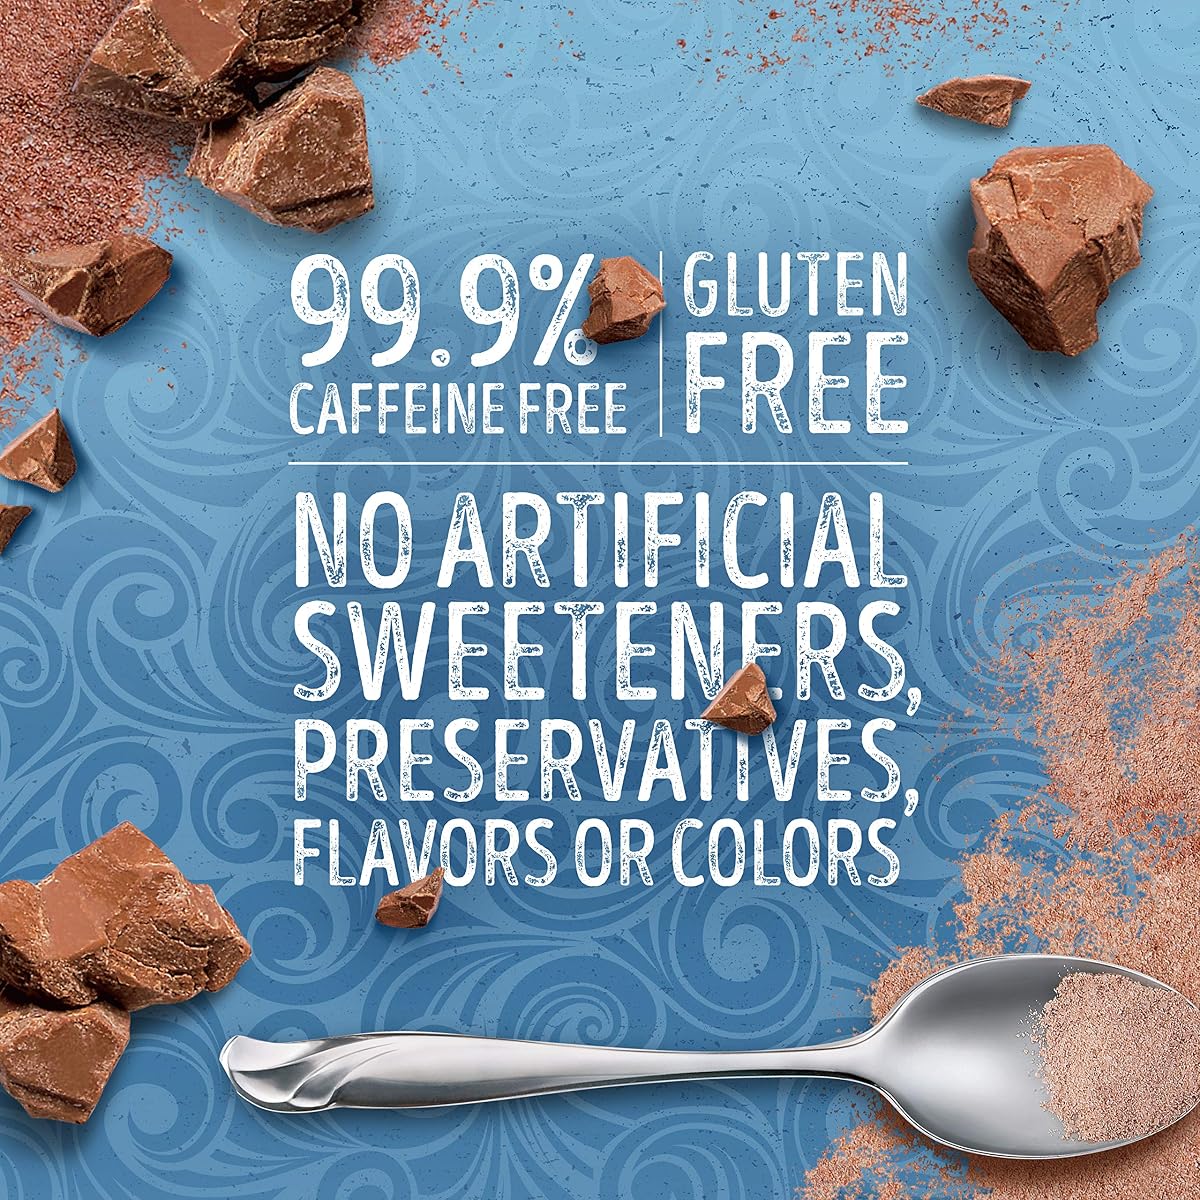 99.9%
CAFFEINE FREE
GLUTEN
FREE
NO ARTIFICIAL
SWEETENERS,
PRESERVATIVES,
FLAVORS OR COLORS